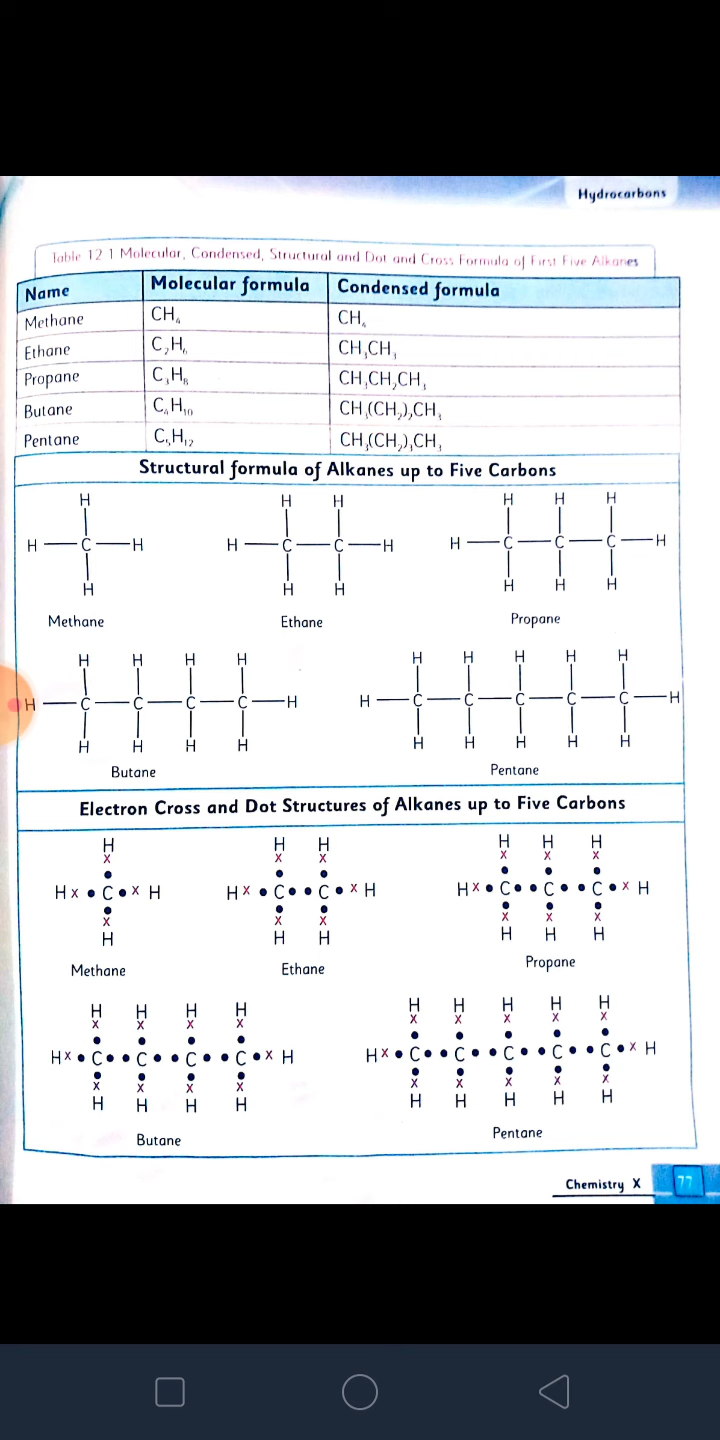 Hydrocarbons
Table 12.1 Molecular, Condensed, Structural and Dot and Cross Formula of First Five Alkanes
Name Molecular formula Condensed formula
Methane CH₄ CH₄
Ethane C₂H₆ CH₃CH₃
Propane C₃H₈ CH₃CH₂CH₃
Butane C₄H₁₀ CH₃(CH₂)₂CH₃
Pentane C₅H₁₂ CH₃(CH₂)₃CH₃
Structural formula of Alkanes up to Five Carbons
H H H H H H
H — C — H H — C — C — H H — C — C — C — H
H H H H H H
Methane Ethane Propane
H H H H H H H H H
H — C — C — C — C — H H — C — C — C — C — C — H
H H H H H H H H H
Butane Pentane
Electron Cross and Dot Structures of Alkanes up to Five Carbons
H H H H H H
x x x x x x
• • • • • •
H x • C • x H H x • C • • C • x H H x • C • • C • • C • x H
• • • • • •
x x x x x x
H H H H H H
Methane Ethane Propane
H H H H H H H H H
x x x x x x x x x
• • • • • • • • •
H x • C • • C • • C • • C • x H H x • C • • C • • C • • C • • C • x H
• • • • • • • • •
x x x x x x x x x
H H H H H H H H H
Butane Pentane
Chemistry X 77